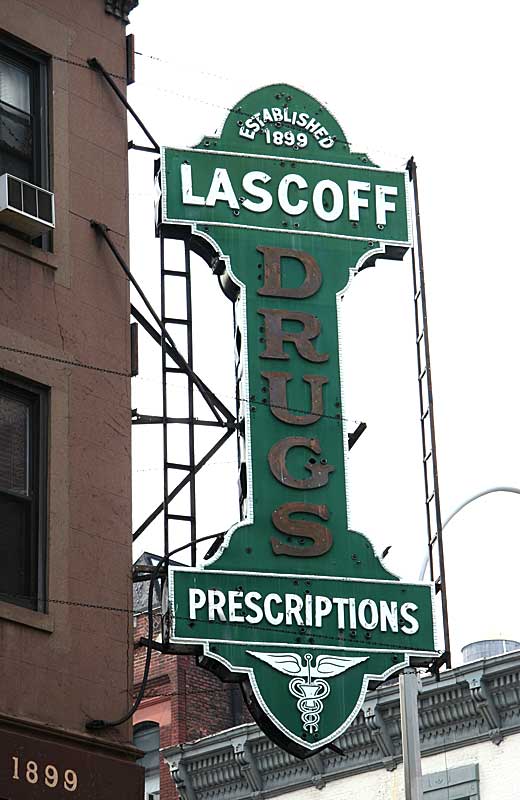 ESTABLISHED
1899
LASCOFF
DRUGS
PRESCRIPTIONS
1899